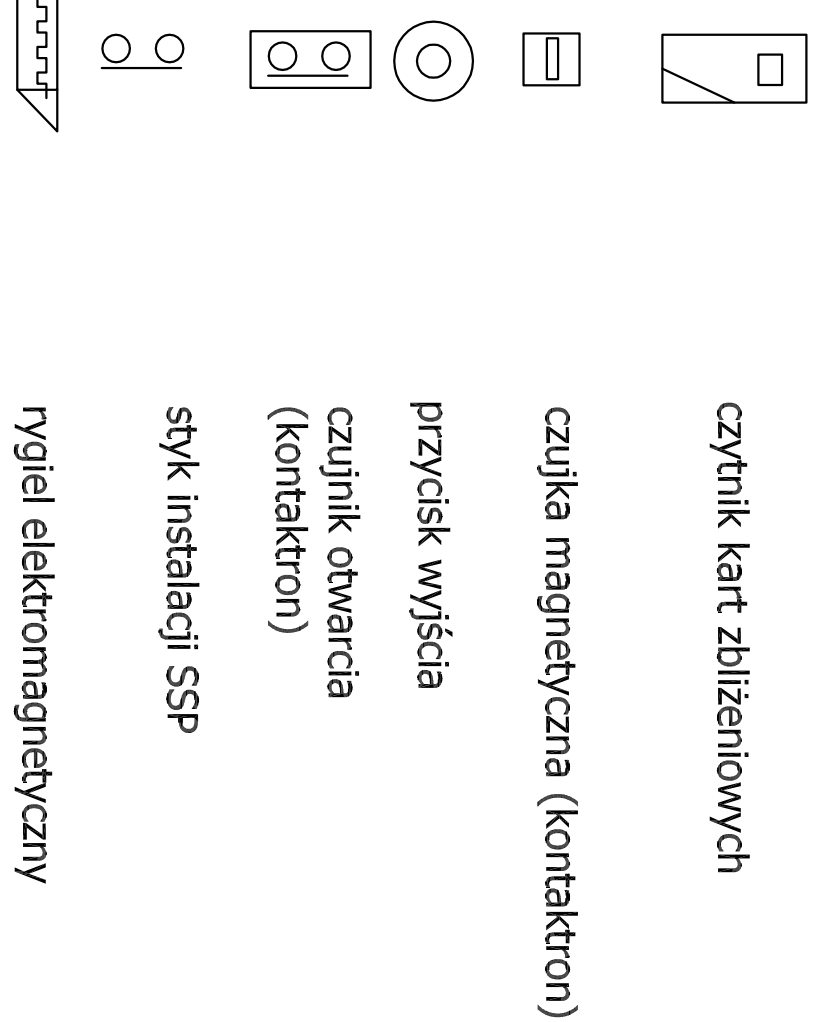 czytnik kart zbliżeniowych
czujka magnetyczna (kontaktron)
przycisk wyjścia
czujnik otwarcia
(kontaktron)
styk instalacji SSP
rygiel elektromagnetyczny